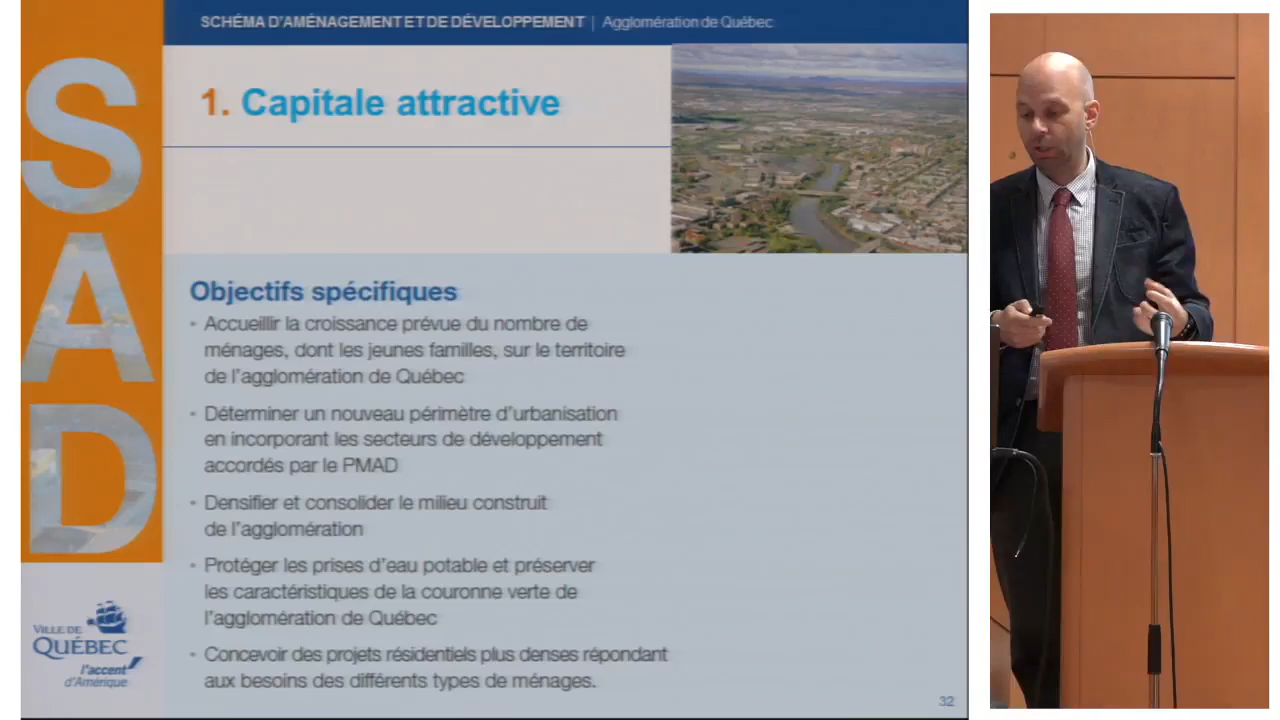 SCHÉMA D'AMÉNAGEMENT ET DE DÉVELOPPEMENT | Agglomération de Québec
SAD
1. Capitale attractive
Objectifs spécifiques
• Accueillir la croissance prévue du nombre de
ménages, dont les jeunes familles, sur le territoire
de l'agglomération de Québec
• Déterminer un nouveau périmètre d'urbanisation
en incorporant les secteurs de développement
accordés par le PMAD
• Densifier et consolider le milieu construit
de l'agglomération
• Protéger les prises d'eau potable et préserver
les caractéristiques de la couronne verte de
l'agglomération de Québec
• Concevoir des projets résidentiels plus denses répondant
aux besoins des différents types de ménages.
VILLE DE
QUÉBEC
l'accent
d'Amérique
32